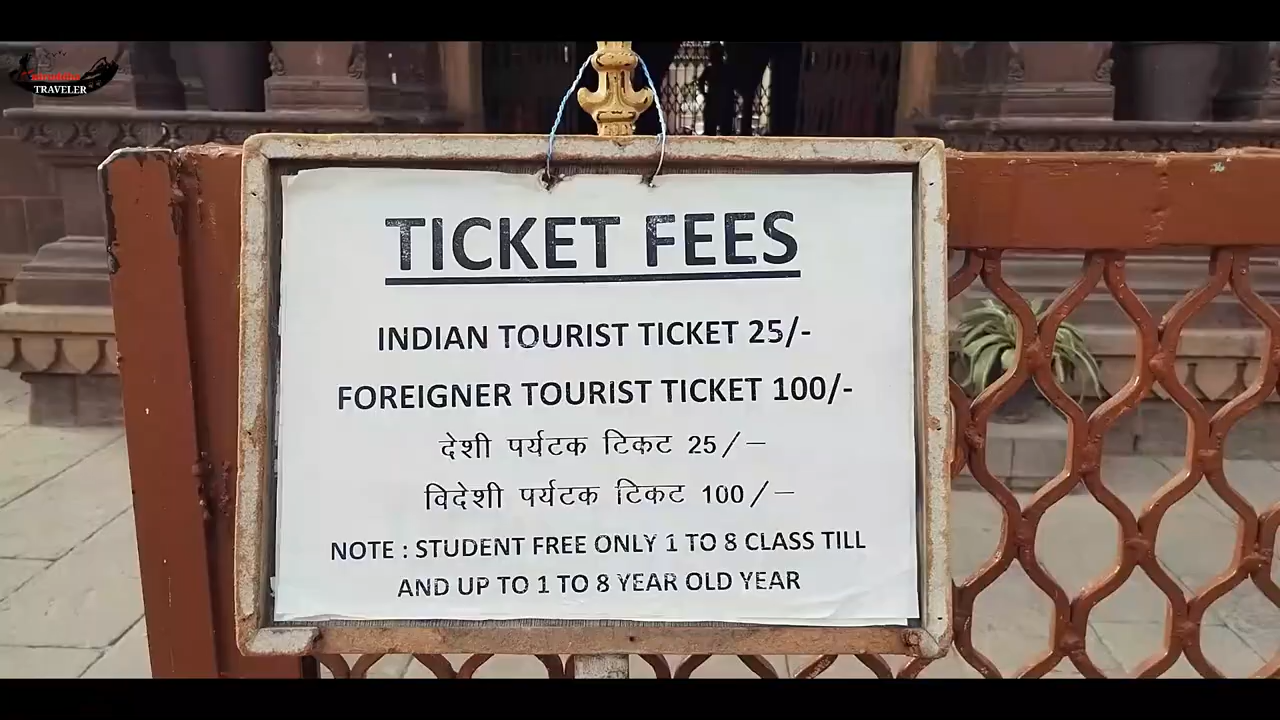 TRAVELER
TICKET FEES
INDIAN TOURIST TICKET 25/-
FOREIGNER TOURIST TICKET 100/-
देशी पर्यटक टिकट 25/-
विदेशी पर्यटक टिकट 100/-
NOTE : STUDENT FREE ONLY 1 TO 8 CLASS TILL
AND UP TO 1 TO 8 YEAR OLD YEAR